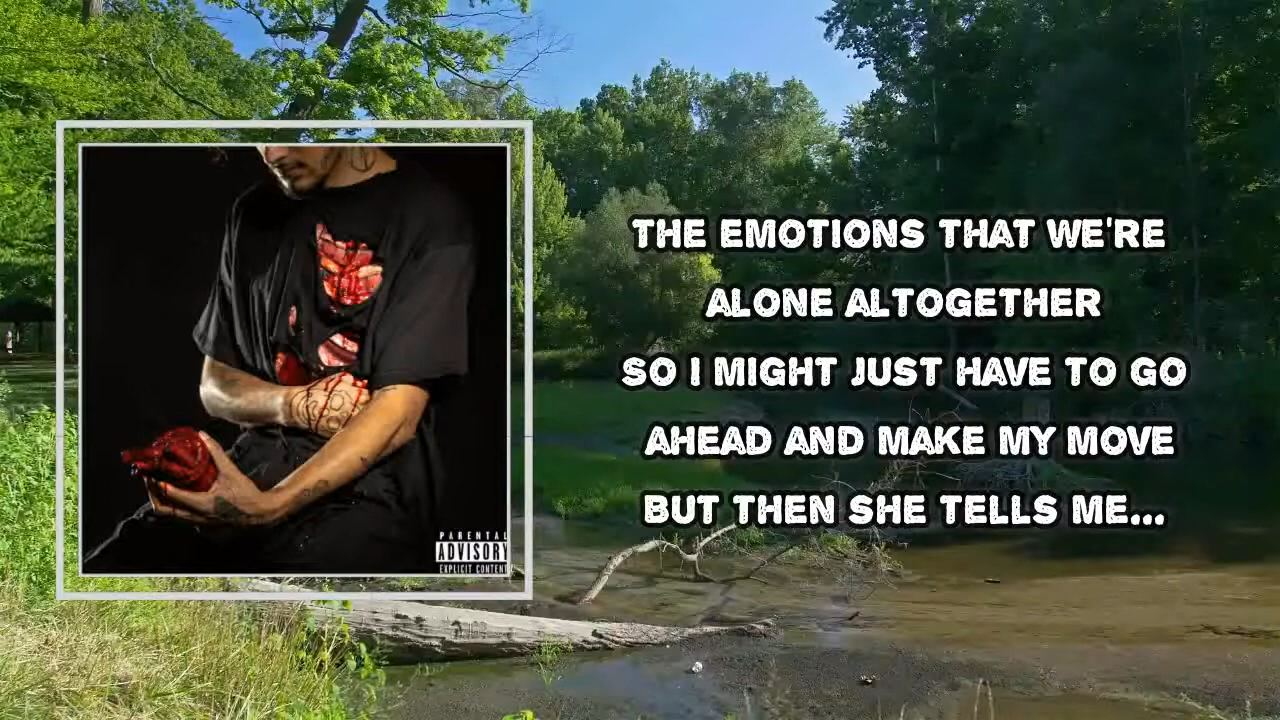 THE EMOTIONS THAT WE'RE
ALONE ALTOGETHER
SO I MIGHT JUST HAVE TO GO
AHEAD AND MAKE MY MOVE
BUT THEN SHE TELLS ME...
PARENTAL
ADVISORY
EXPLICIT CONTENT